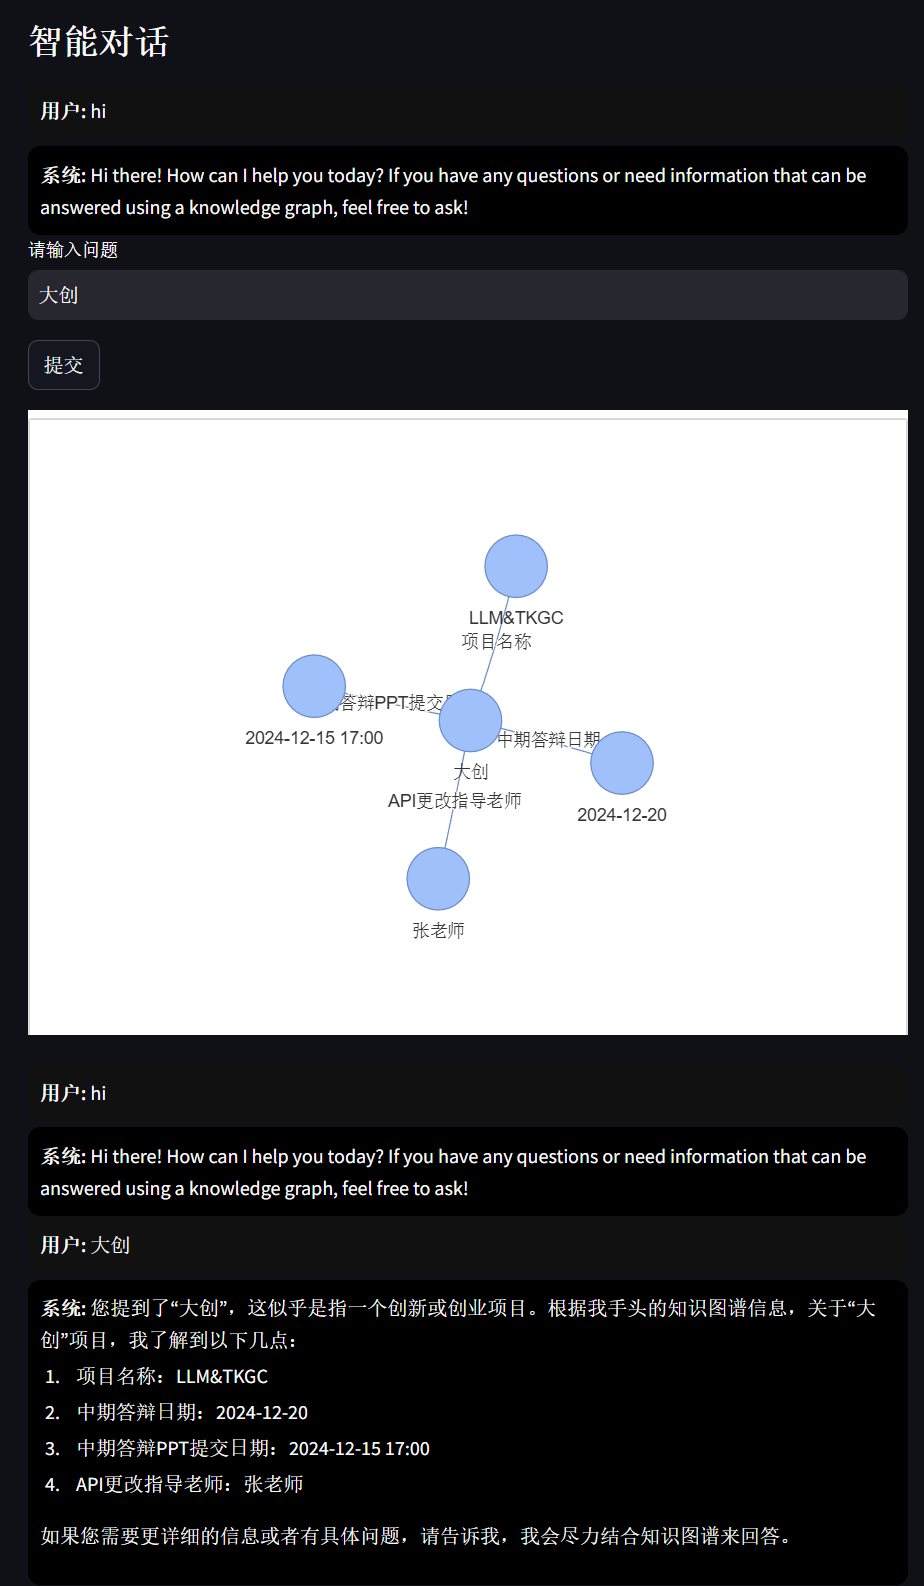 智能对话
用户: hi
系统: Hi there! How can I help you today? If you have any questions or need information that can be
answered using a knowledge graph, feel free to ask!
请输入问题
大创
提交
LLM&TKGC
项目名称
答辩PPT提交
2024-12-15 17:00
中期答辩日期
大创
API更改指导老师
2024-12-20
张老师
用户: hi
系统: Hi there! How can I help you today? If you have any questions or need information that can be
answered using a knowledge graph, feel free to ask!
用户: 大创
系统: 您提到了“大创”，这似乎是指一个创新或创业项目。根据我手头的知识图谱信息，关于“大
创”项目，我了解到以下几点：
1. 项目名称：LLM&TKGC
2. 中期答辩日期：2024-12-20
3. 中期答辩PPT提交日期：2024-12-15 17:00
4. API更改指导老师：张老师
如果您需要更详细的信息或者有具体问题，请告诉我，我会尽力结合知识图谱来回答。